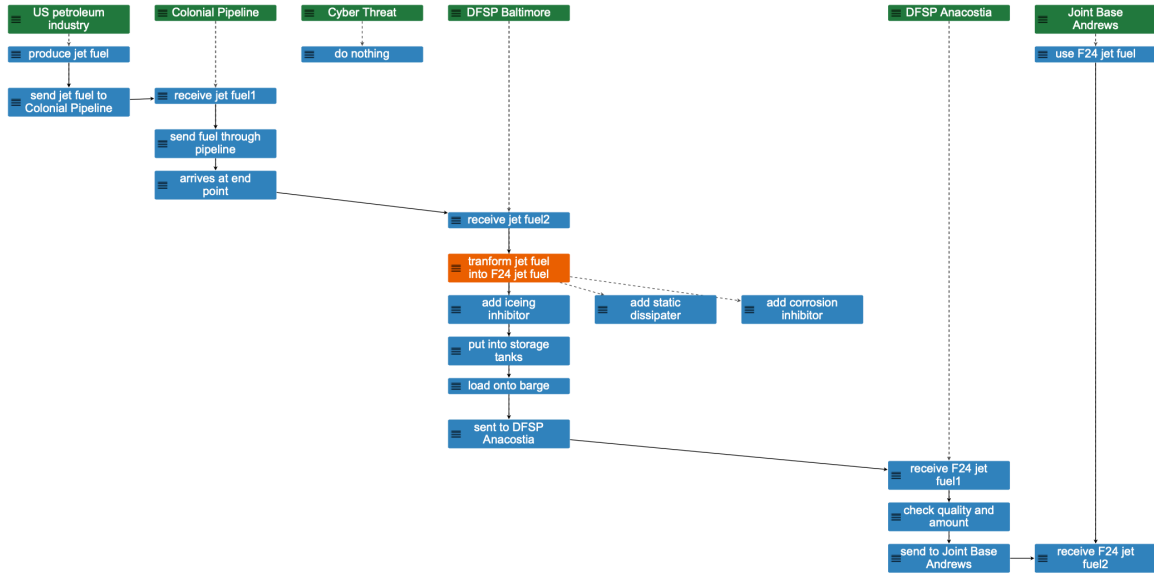 US petroleum
industry
Colonial Pipeline
Cyber Threat
DFSP Baltimore
DFSP Anacostia
Joint Base
Andrews
produce jet fuel
do nothing
use F24 jet fuel
send jet fuel to
Colonial Pipeline
receive jet fuel1
send fuel through
pipeline
arrives at end
point
receive jet fuel2
tranform jet fuel
into F24 jet fuel
add iceing
inhibitor
add static
dissipater
add corrosion
inhibitor
put into storage
tanks
load onto barge
sent to DFSP
Anacostia
receive F24 jet
fuel1
check quality and
amount
send to Joint Base
Andrews
receive F24 jet
fuel2